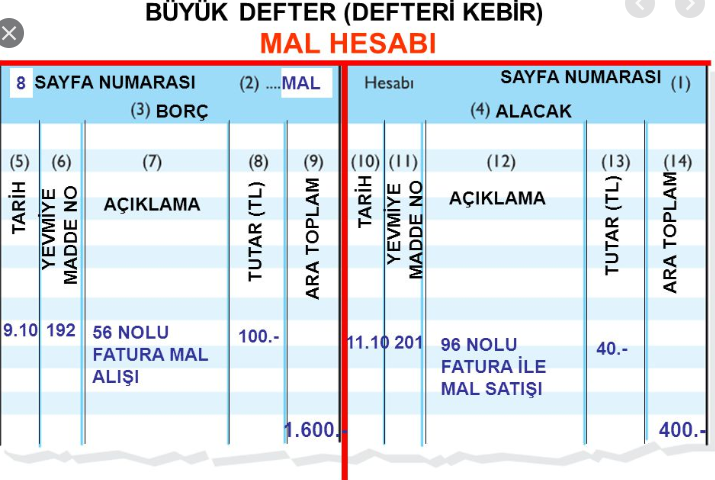 BÜYÜK DEFTER (DEFTERİ KEBİR)
MAL HESABI
8 SAYFA NUMARASI (2) ....MAL
(3) BORÇ
Hesabı SAYFA NUMARASI (1)
(4) ALACAK
(5) (6) (7) (8) (9)
TARİH
YEVMİYE
MADDE NO
AÇIKLAMA
TUTAR (TL)
ARA TOPLAM
(10) (11) (12) (13) (14)
TARİH
YEVMİYE
MADDE NO
AÇIKLAMA
TUTAR (TL)
ARA TOPLAM
9.10 192 56 NOLU 100.-
FATURA MAL
ALIŞI
1.600.-
11.10 201 96 NOLU 40.-
FATURA İLE
MAL SATIŞI
400.-